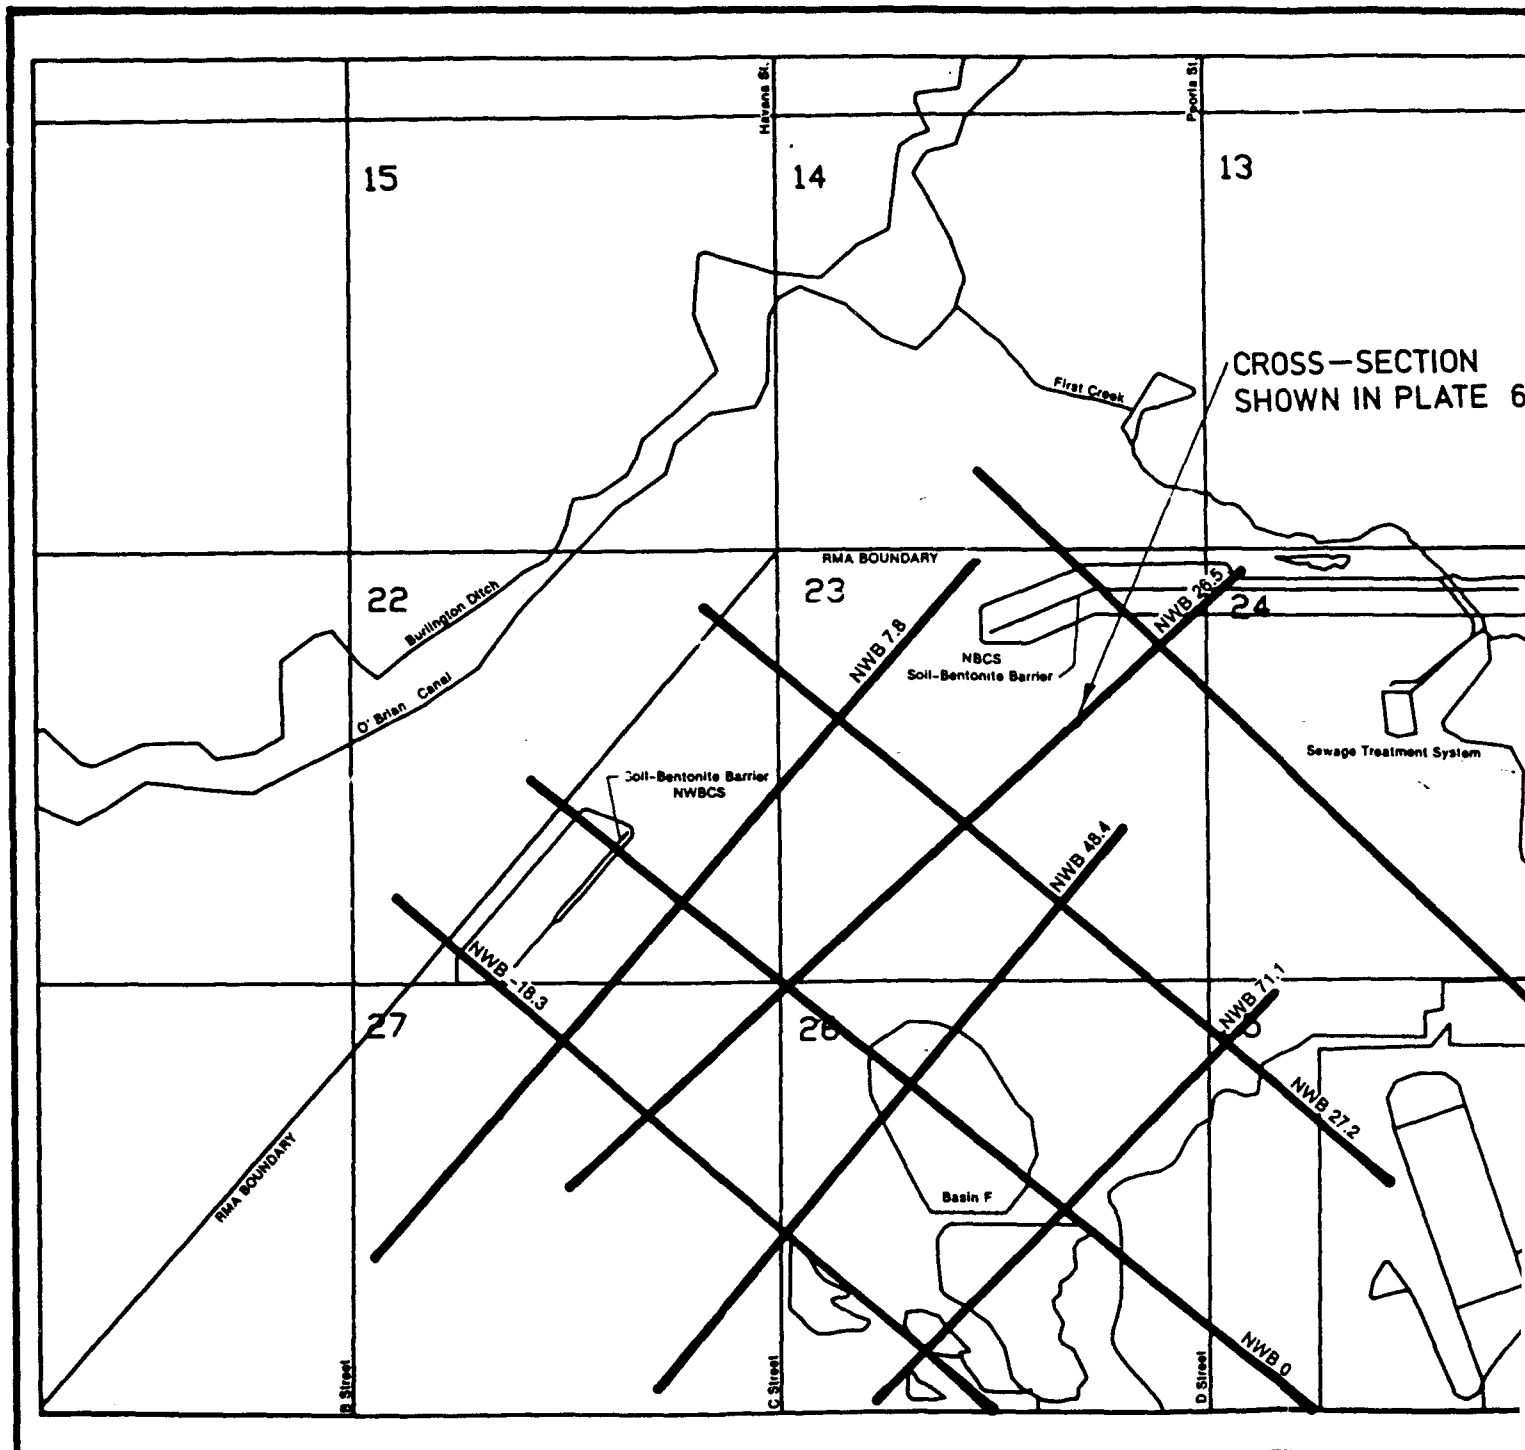 Havana St.
Peoria St.
15
14
13
CROSS-SECTION
SHOWN IN PLATE 6
First Creek
RMA BOUNDARY
22
23
24
Burlington Ditch
NWB 7.8
NWB 26.5
NBCS
Soil-Bentonite Barrier
O' Brian Canal
Sewage Treatment System
Soil-Bentonite Barrier
NWBCS
NWB 48.4
NWB -18.3
NWB 71.1
27
26
NWB 27.2
RMA BOUNDARY
Basin F
NWB 0
B Street
C Street
D Street